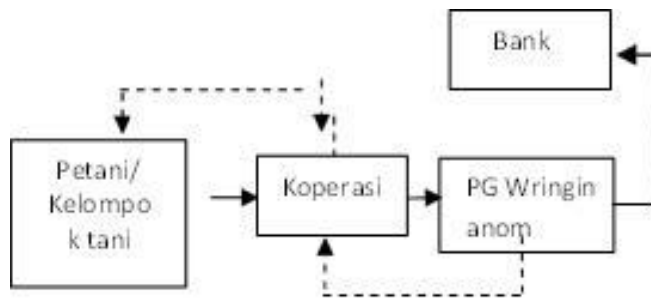 Bank
Petani/
Kelompo
k tani
Koperasi
PG Wringin
anom